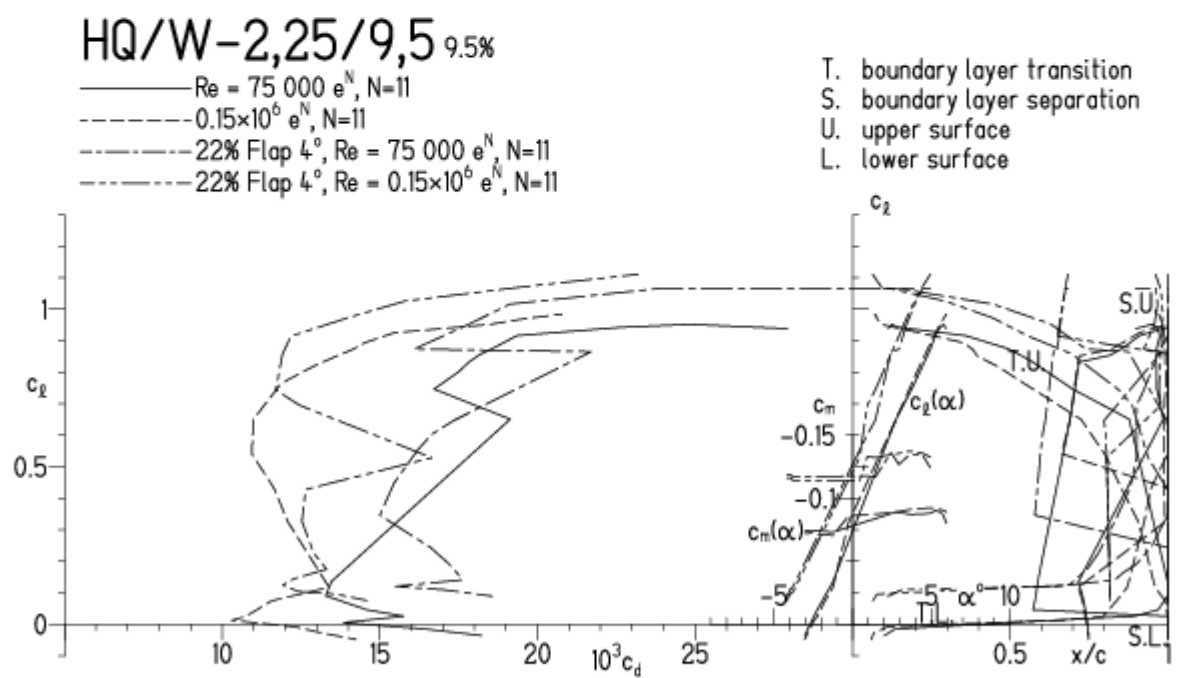 HQ/W-2,25/9,5 9.5%
Re = 75 000 e^N, N=11
0.15×10^6 e^N, N=11
22% Flap 4°, Re = 75 000 e^N, N=11
22% Flap 4°, Re = 0.15×10^6 e^N, N=11
T. boundary layer transition
S. boundary layer separation
U. upper surface
L. lower surface
c_ℓ
1
S.U.
T.U.
c_ℓ
c_m
c_ℓ(α)
-0.15
0.5
-0.1
c_m(α)
-5
5
α°
10
T.L.
0
S.L.
10
15
20
10^3 c_d
25
0.5
x/c
1